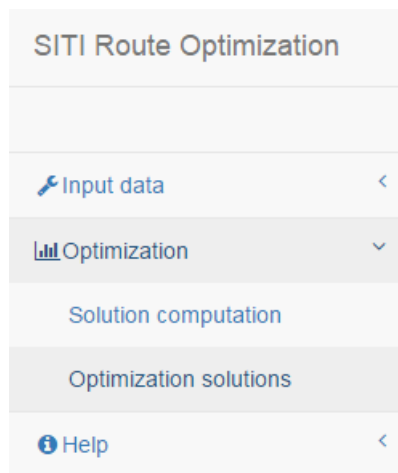 SITI Route Optimization
Input data
Optimization
Solution computation
Optimization solutions
Help